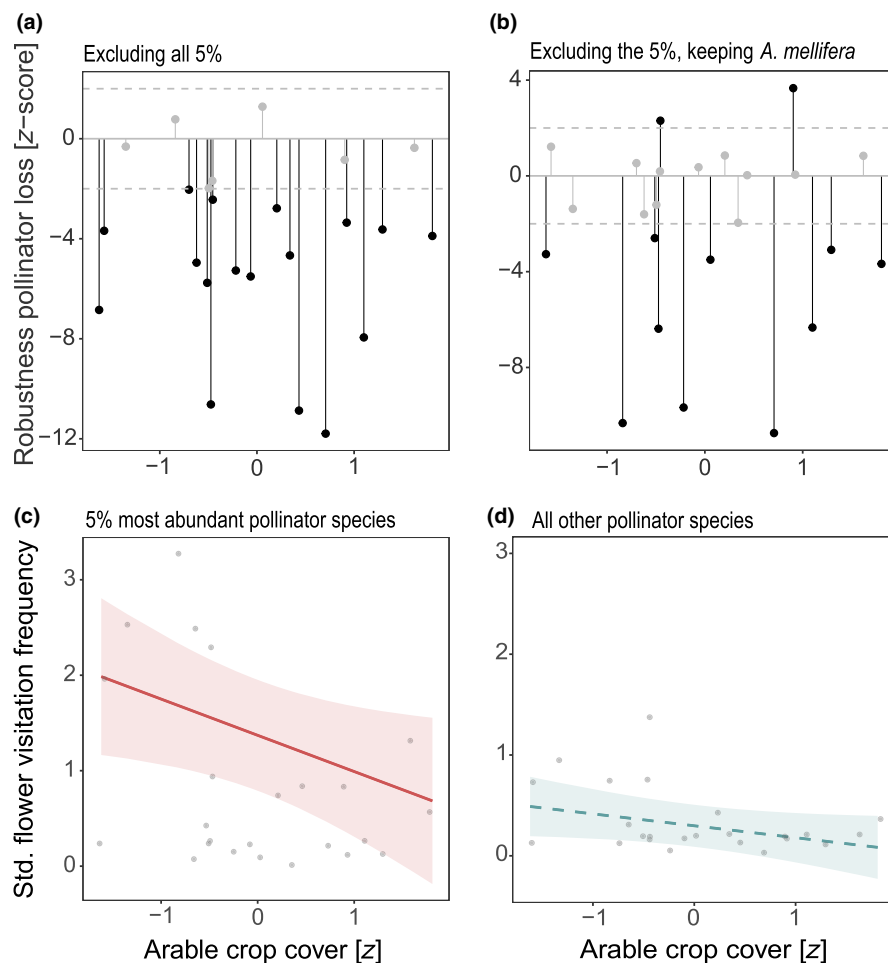 (a)
(b)
Excluding all 5%
Excluding the 5%, keeping A. mellifera
Robustness pollinator loss [z−score]
0
−4
−8
−12
−1
0
1
4
0
−4
−8
−1
0
1
(c)
(d)
5% most abundant pollinator species
All other pollinator species
Std. flower visitation frequency
3
2
1
0
−1
0
1
Arable crop cover [z]
3
2
1
0
−1
0
1
Arable crop cover [z]